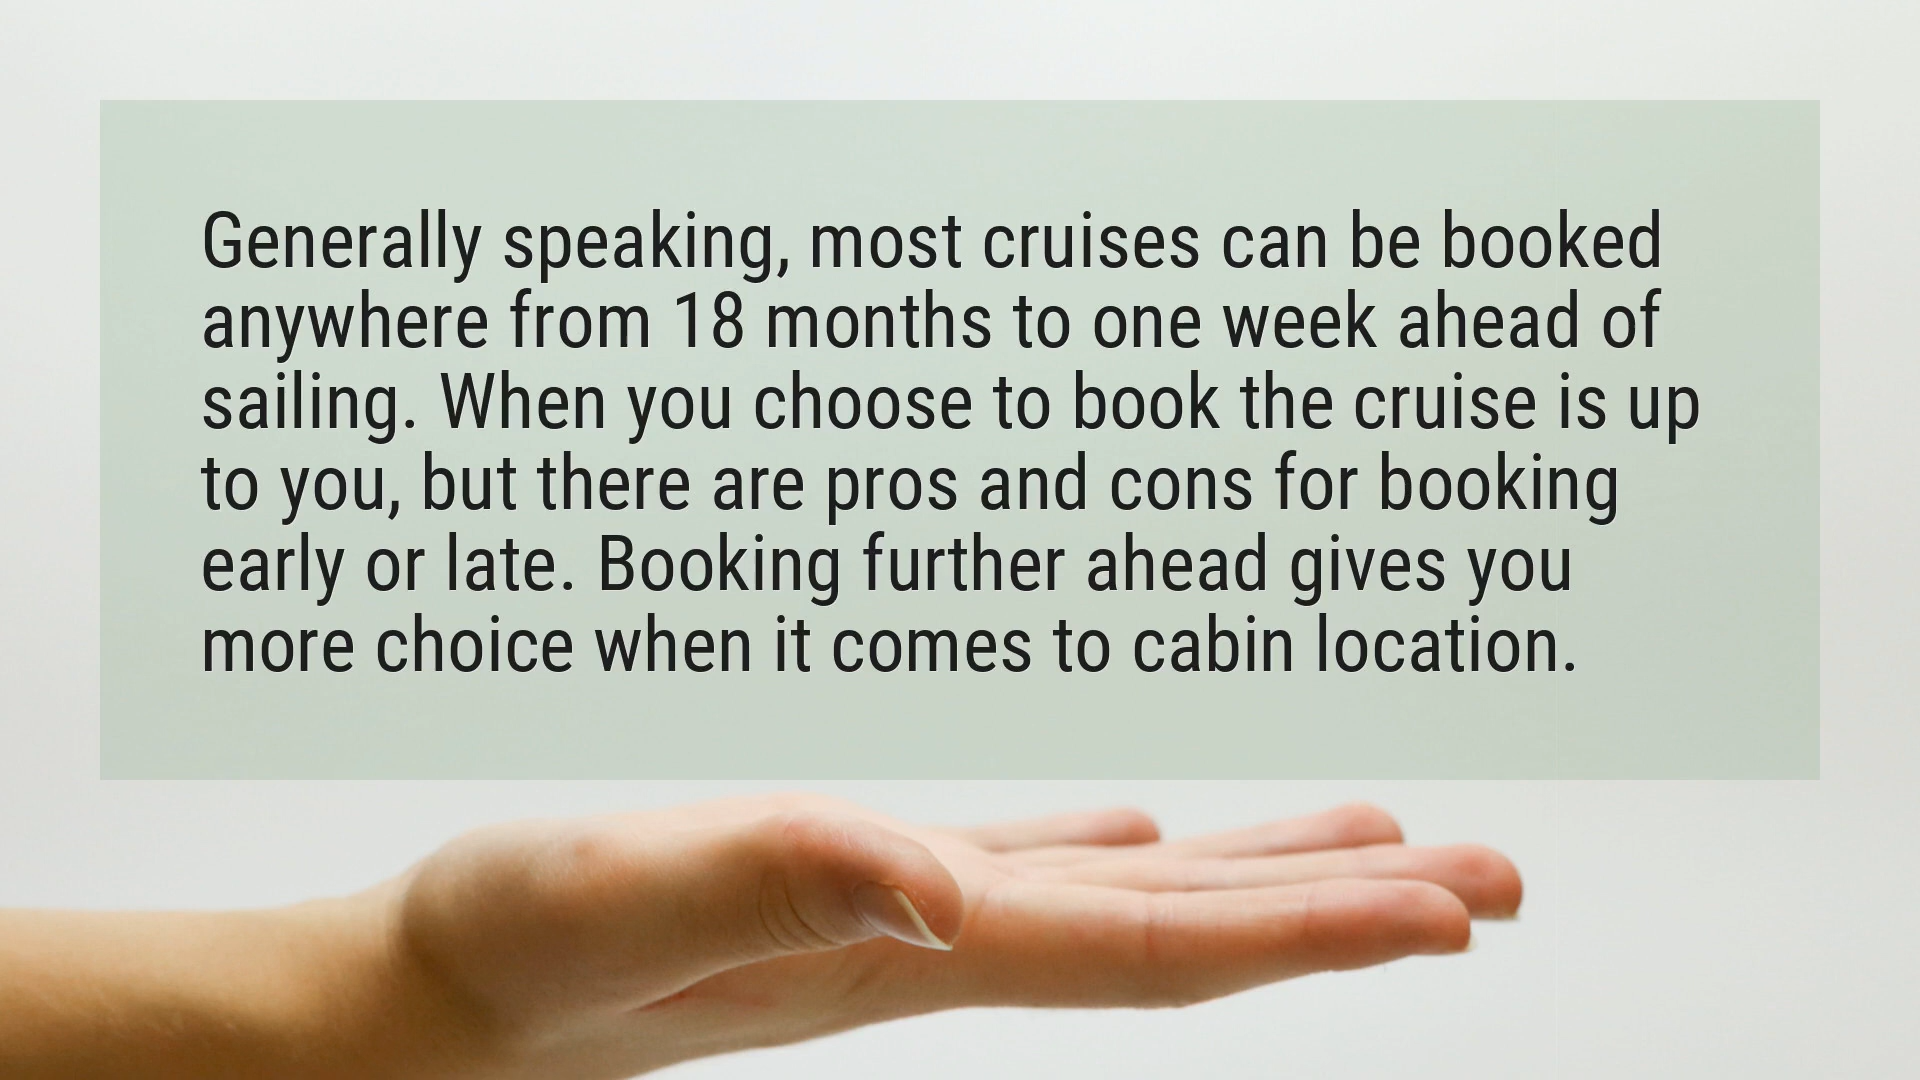 Generally speaking, most cruises can be booked
anywhere from 18 months to one week ahead of
sailing. When you choose to book the cruise is up
to you, but there are pros and cons for booking
early or late. Booking further ahead gives you
more choice when it comes to cabin location.